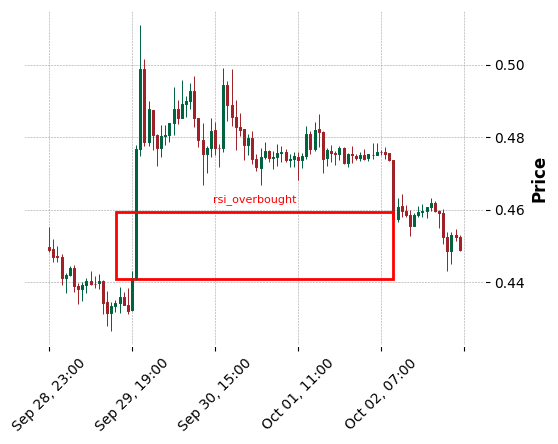 0.50
0.48
0.46
0.44
Price
rsi_overbought
Sep 28, 23:00
Sep 29, 19:00
Sep 30, 15:00
Oct 01, 11:00
Oct 02, 07:00